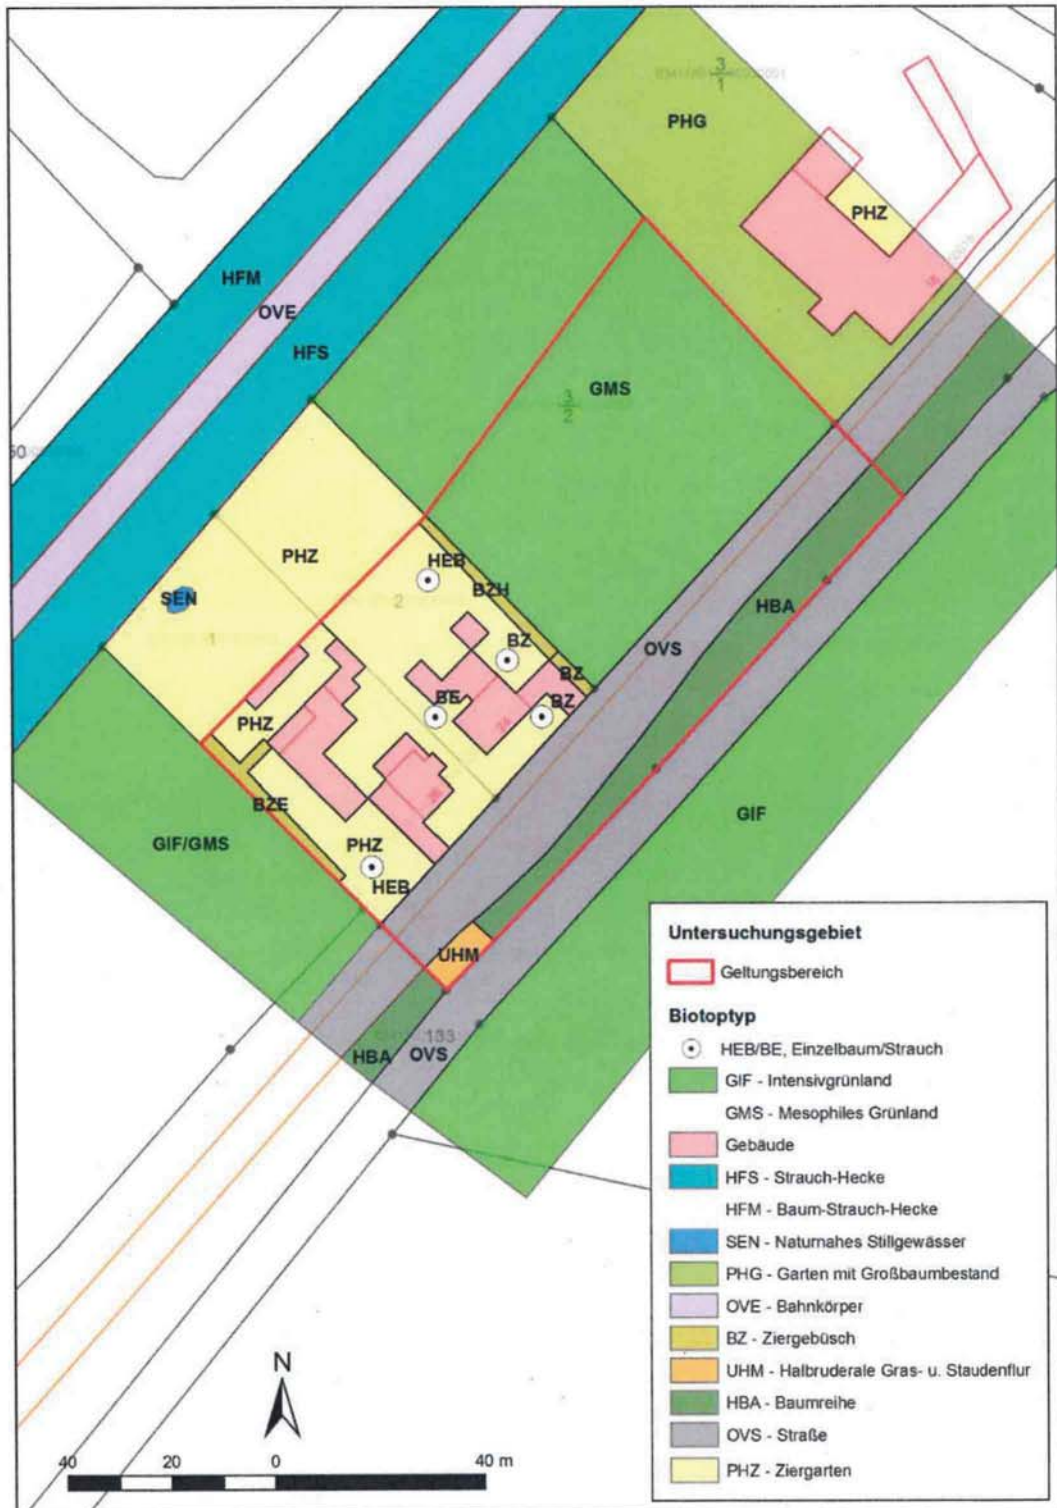 3
1
PHG
PHZ
HFM
OVE
HFS
3
2
GMS
PHZ
HEB
BZH
2
SEN
1
BZ
BZ
BE
BZ
OVS
HBA
PHZ
BZE
GIF/GMS
PHZ
HEB
GIF
UHM
133
HBA
OVS
Untersuchungsgebiet
Geltungsbereich
Biotoptyp
HEB/BE, Einzelbaum/Strauch
GIF - Intensivgrünland
GMS - Mesophiles Grünland
Gebäude
HFS - Strauch-Hecke
HFM - Baum-Strauch-Hecke
SEN - Naturnahes Stillgewässer
PHG - Garten mit Großbaumbestand
OVE - Bahnkörper
BZ - Ziergebüsch
UHM - Halbruderale Gras- u. Staudenflur
HBA - Baumreihe
OVS - Straße
PHZ - Ziergarten
N
40 20 0 40 m